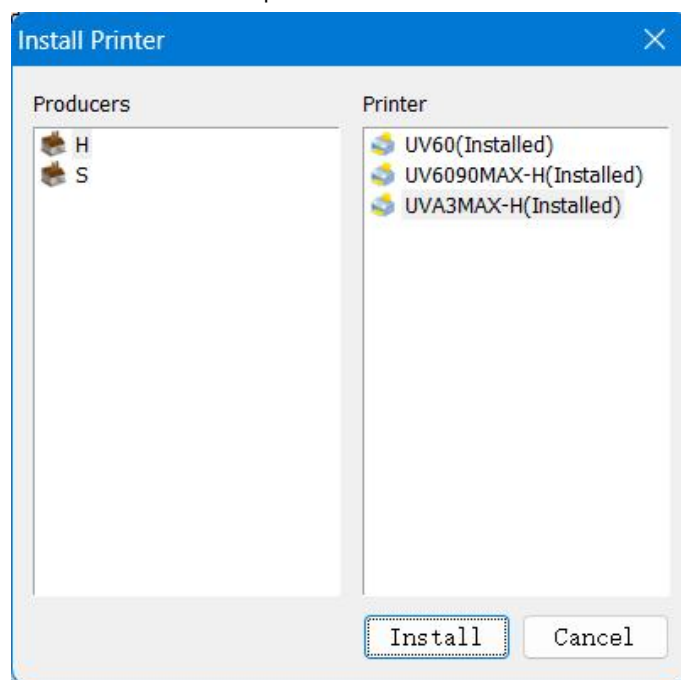 Install Printer
Producers
H
S
Printer
UV60(Installed)
UV6090MAX-H(Installed)
UVA3MAX-H(Installed)
Install
Cancel